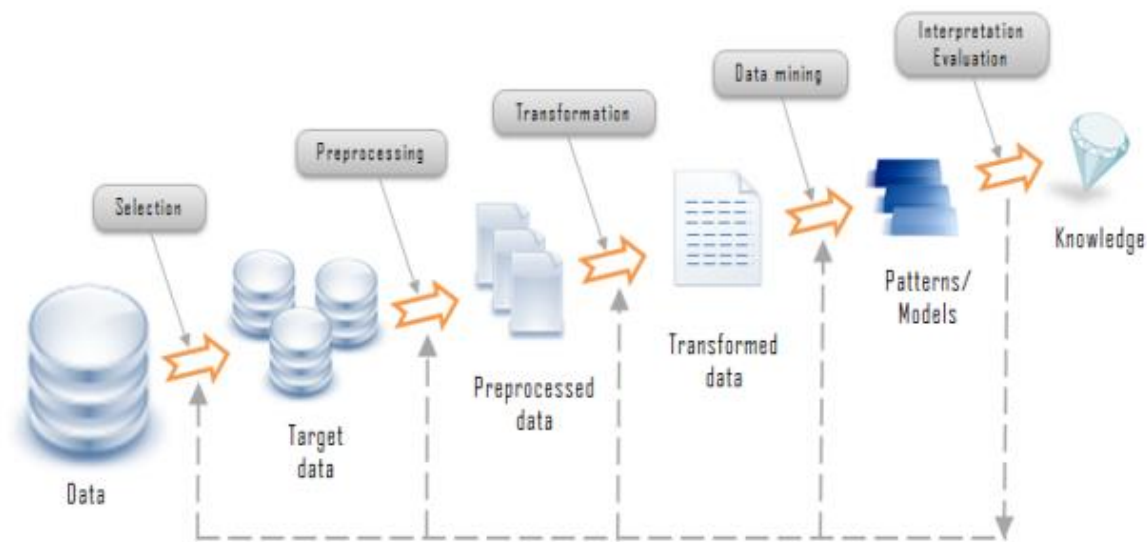 Interpretation
Evaluation
Data mining
Transformation
Preprocessing
Selection
Knowledge
Patterns/
Models
Transformed
data
Preprocessed
data
Target
data
Data